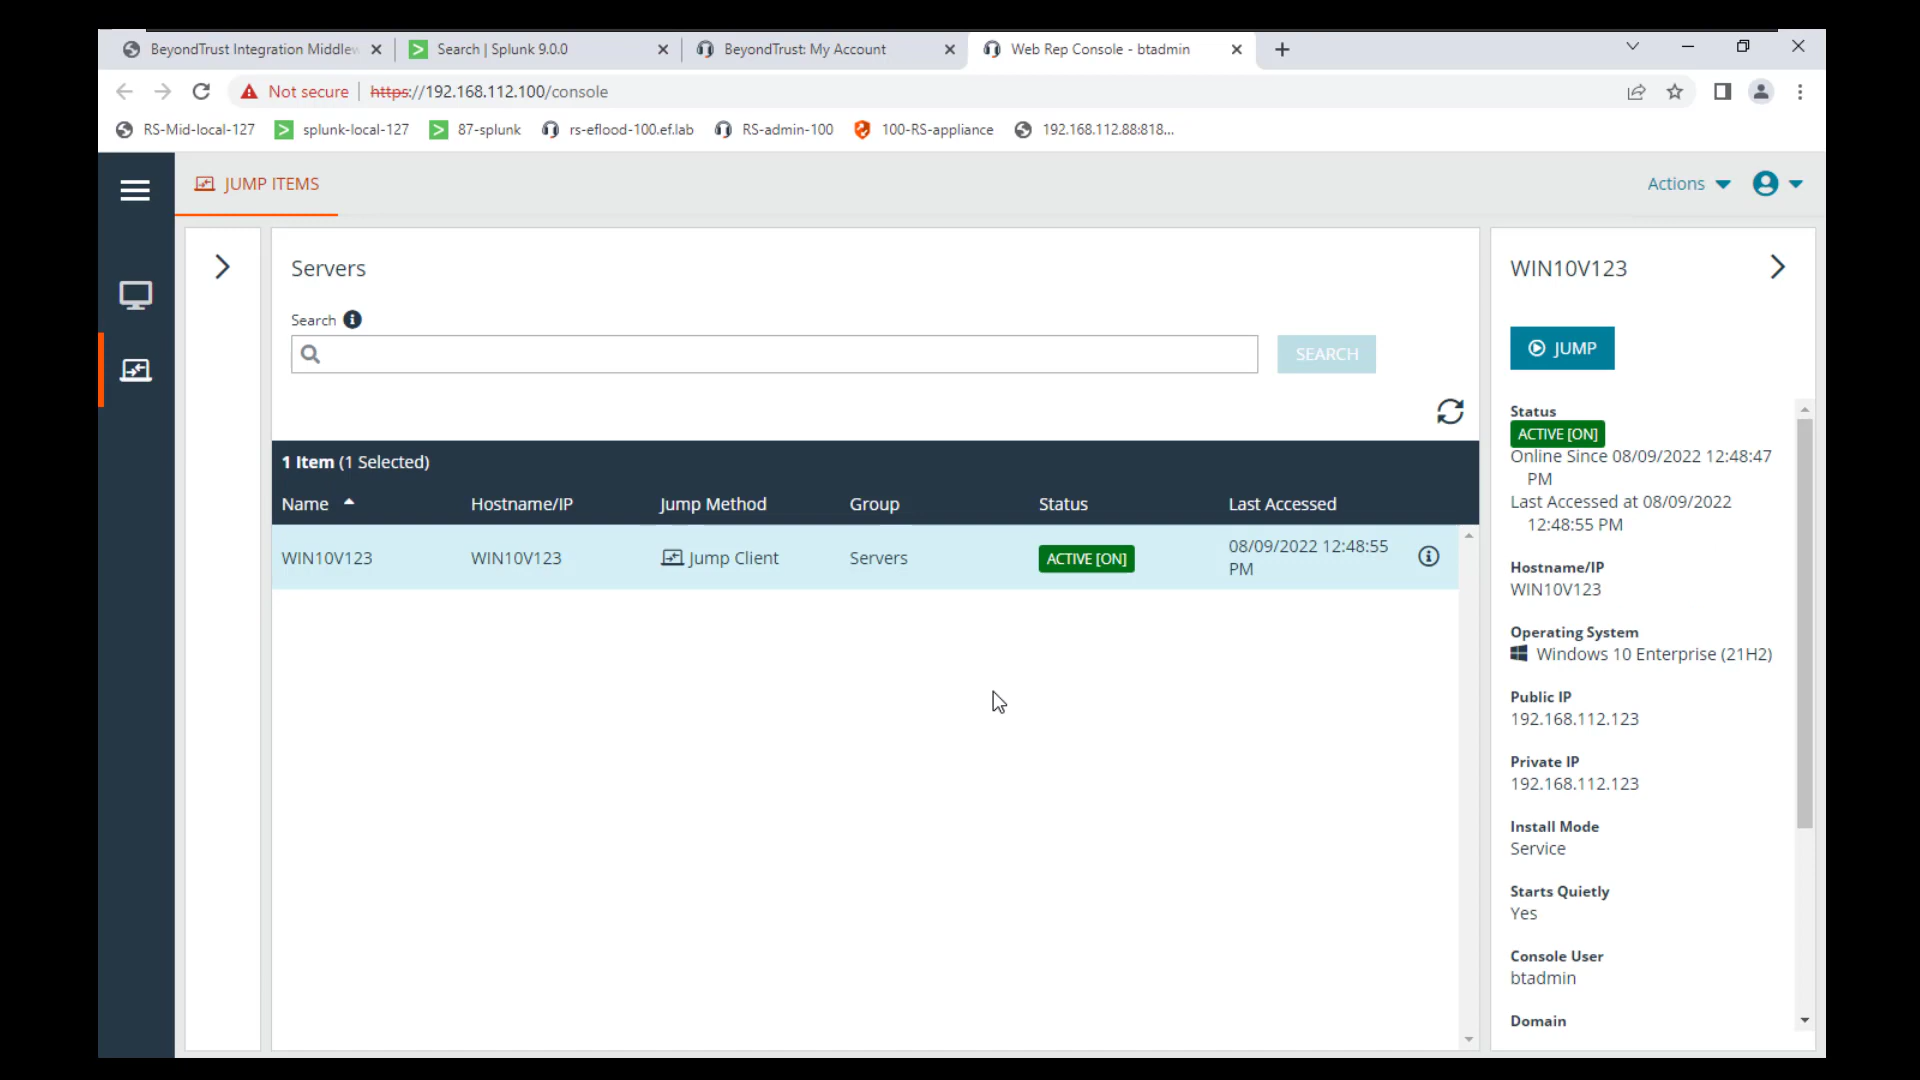 BeyondTrust Integration Middlew
Search | Splunk 9.0.0
BeyondTrust: My Account
Web Rep Console - btadmin
Not secure
https://192.168.112.100/console
RS-Mid-local-127
splunk-local-127
87-splunk
rs-eflood-100.ef.lab
RS-admin-100
100-RS-appliance
192.168.112.88:818...
JUMP ITEMS
Actions
Servers
Search
SEARCH
1 Item (1 Selected)
Name Hostname/IP Jump Method Group Status Last Accessed
WIN10V123 WIN10V123 Jump Client Servers ACTIVE [ON] 08/09/2022 12:48:55
PM
WIN10V123
JUMP
Status
ACTIVE [ON]
Online Since 08/09/2022 12:48:47
PM
Last Accessed at 08/09/2022
12:48:55 PM
Hostname/IP
WIN10V123
Operating System
Windows 10 Enterprise (21H2)
Public IP
192.168.112.123
Private IP
192.168.112.123
Install Mode
Service
Starts Quietly
Yes
Console User
btadmin
Domain